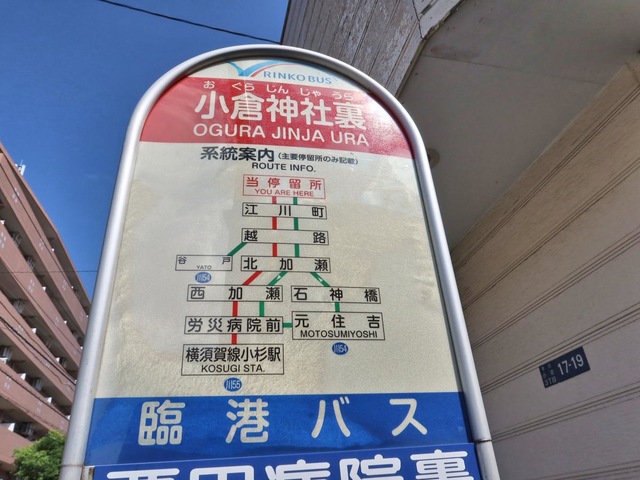 RINKO BUS
おぐらじんじゃうら
小倉神社裏
OGURA JINJA URA
系統案内(主要停留所のみ記載)
ROUTE INFO.
当停留所
YOU ARE HERE
江川町
越路
谷戸
YATO
北加瀬
川54
西加瀬
石神橋
労災病院前
元住吉
MOTOSUMIYOSHI
横須賀線小杉駅
KOSUGI STA.
川54
川55
臨港バス
17-19